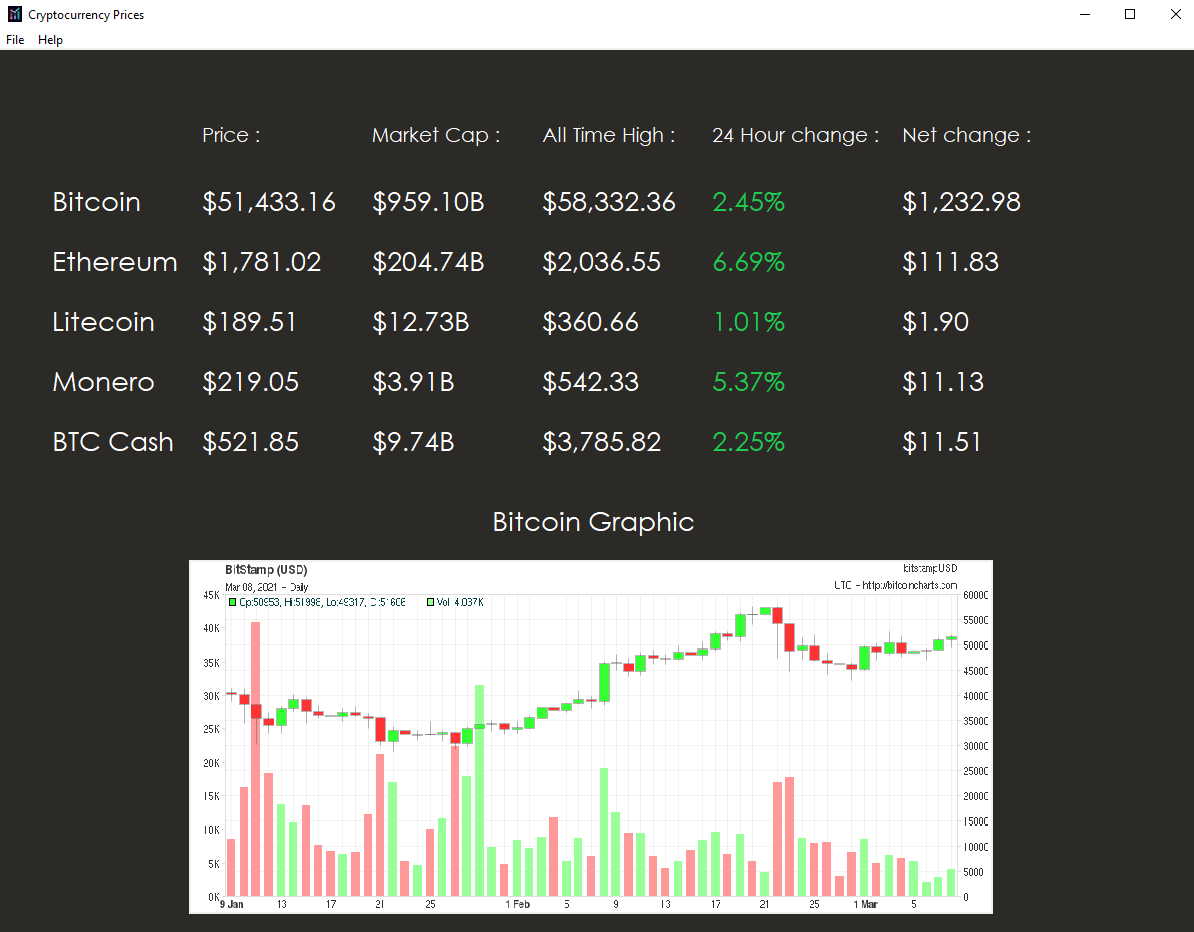 Cryptocurrency Prices
File Help
Price : Market Cap : All Time High : 24 Hour change : Net change :
Bitcoin $51,433.16 $959.10B $58,332.36 2.45% $1,232.98
Ethereum $1,781.02 $204.74B $2,036.55 6.69% $111.83
Litecoin $189.51 $12.73B $360.66 1.01% $1.90
Monero $219.05 $3.91B $542.33 5.37% $11.13
BTC Cash $521.85 $9.74B $3,785.82 2.25% $11.51
Bitcoin Graphic
BitStamp (USD) bitstampUSD
Mar 08, 2021 - Daily UTC - http://bitcoincharts.com
Op:50953, Hi:51998, Lo:49317, Cl:51606 Vol 4.037K
45K 60000
40K 55000
35K 50000
30K 45000
25K 40000
20K 35000
15K 30000
10K 25000
5K 20000
0K 15000
10000
5000
0
9 Jan 13 17 21 25 1 Feb 5 9 13 17 21 25 1 Mar 5